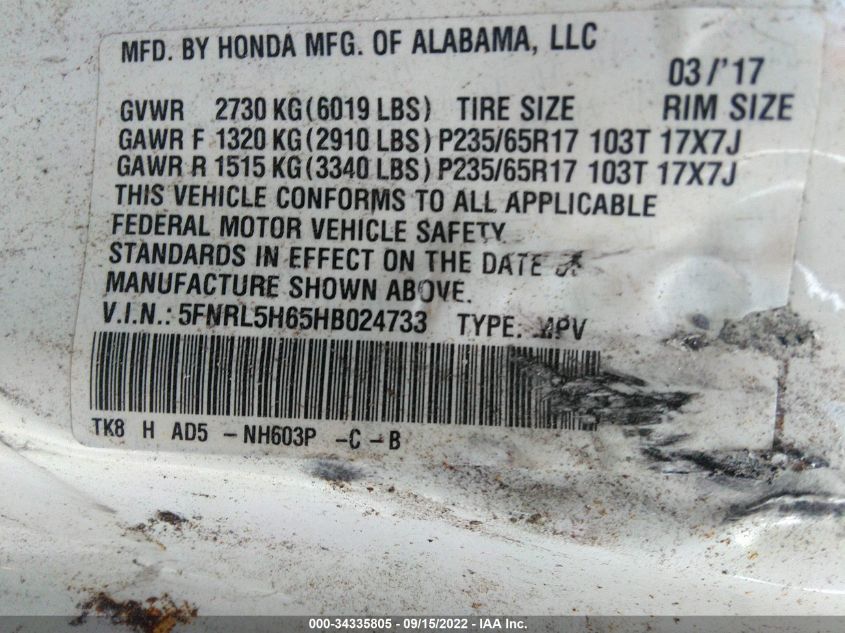 MFD. BY HONDA MFG. OF ALABAMA, LLC
03/'17
GVWR 2730 KG(6019 LBS) TIRE SIZE RIM SIZE
GAWR F 1320 KG(2910 LBS) P235/65R17 103T 17X7J
GAWR R 1515 KG(3340 LBS) P235/65R17 103T 17X7J
THIS VEHICLE CONFORMS TO ALL APPLICABLE
FEDERAL MOTOR VEHICLE SAFETY
STANDARDS IN EFFECT ON THE DATE
MANUFACTURE SHOWN ABOVE.
V.I.N.: 5FNRL5H65HB024733 TYPE: MPV
TK8 H AD5 -NH603P -C-B
000-34335805 - 09/15/2022 - IAA Inc.